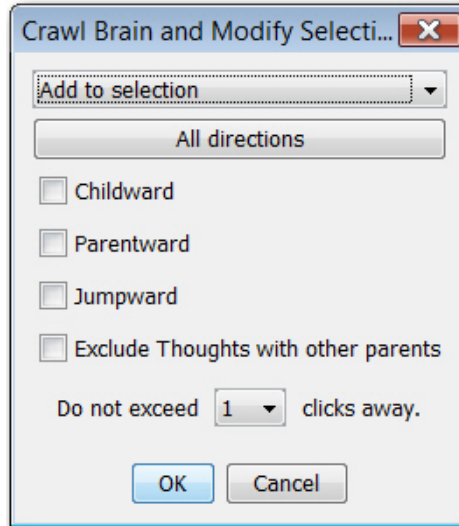 Crawl Brain and Modify Selecti...
Add to selection
All directions
Childward
Parentward
Jumpward
Exclude Thoughts with other parents
Do not exceed 1 clicks away.
OK Cancel